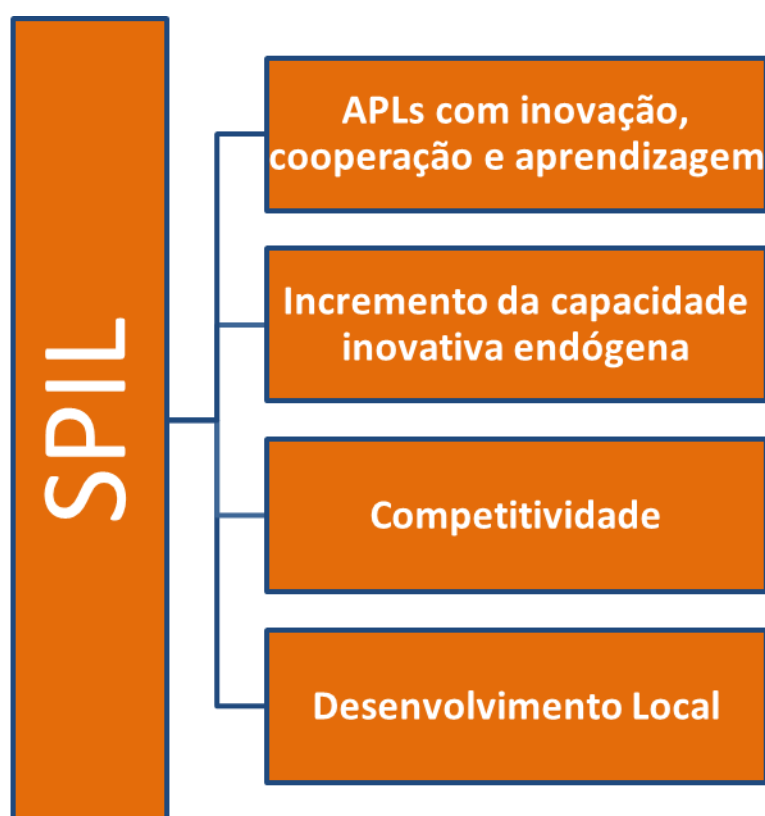 SPIL
APLs com inovação,
cooperação e aprendizagem
Incremento da capacidade
inovativa endógena
Competitividade
Desenvolvimento Local